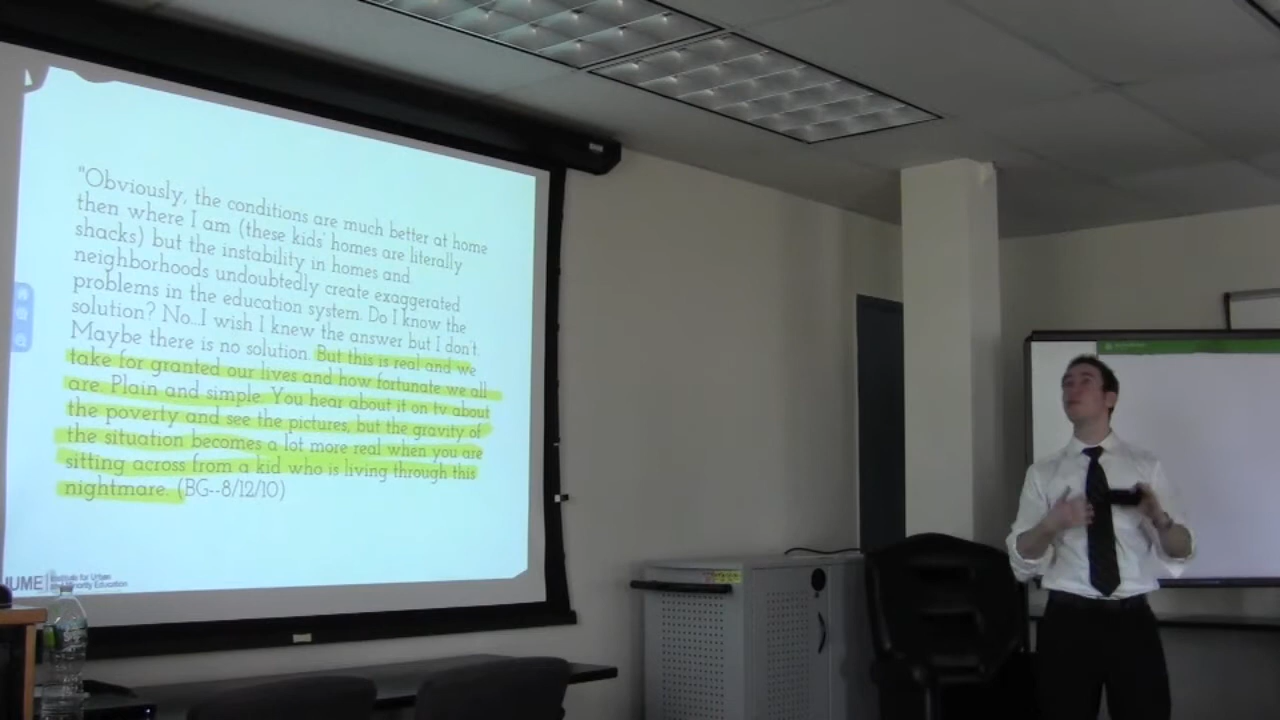 "Obviously, the conditions are much better at home
then where I am (these kids' homes are literally
shacks) but the instability in homes and
neighborhoods undoubtedly create exaggerated
problems in the education system. Do I know the
solution? No...I wish I knew the answer but I don't.
Maybe there is no solution. But this is real and we
take for granted our lives and how fortunate we all
are. Plain and simple. You hear about it on tv about
the poverty and see the pictures, but the gravity of
the situation becomes a lot more real when you are
sitting across from a kid who is living through this
nightmare. (BG--8/12/10)
IUME
Institute for Urban
and Minority Education